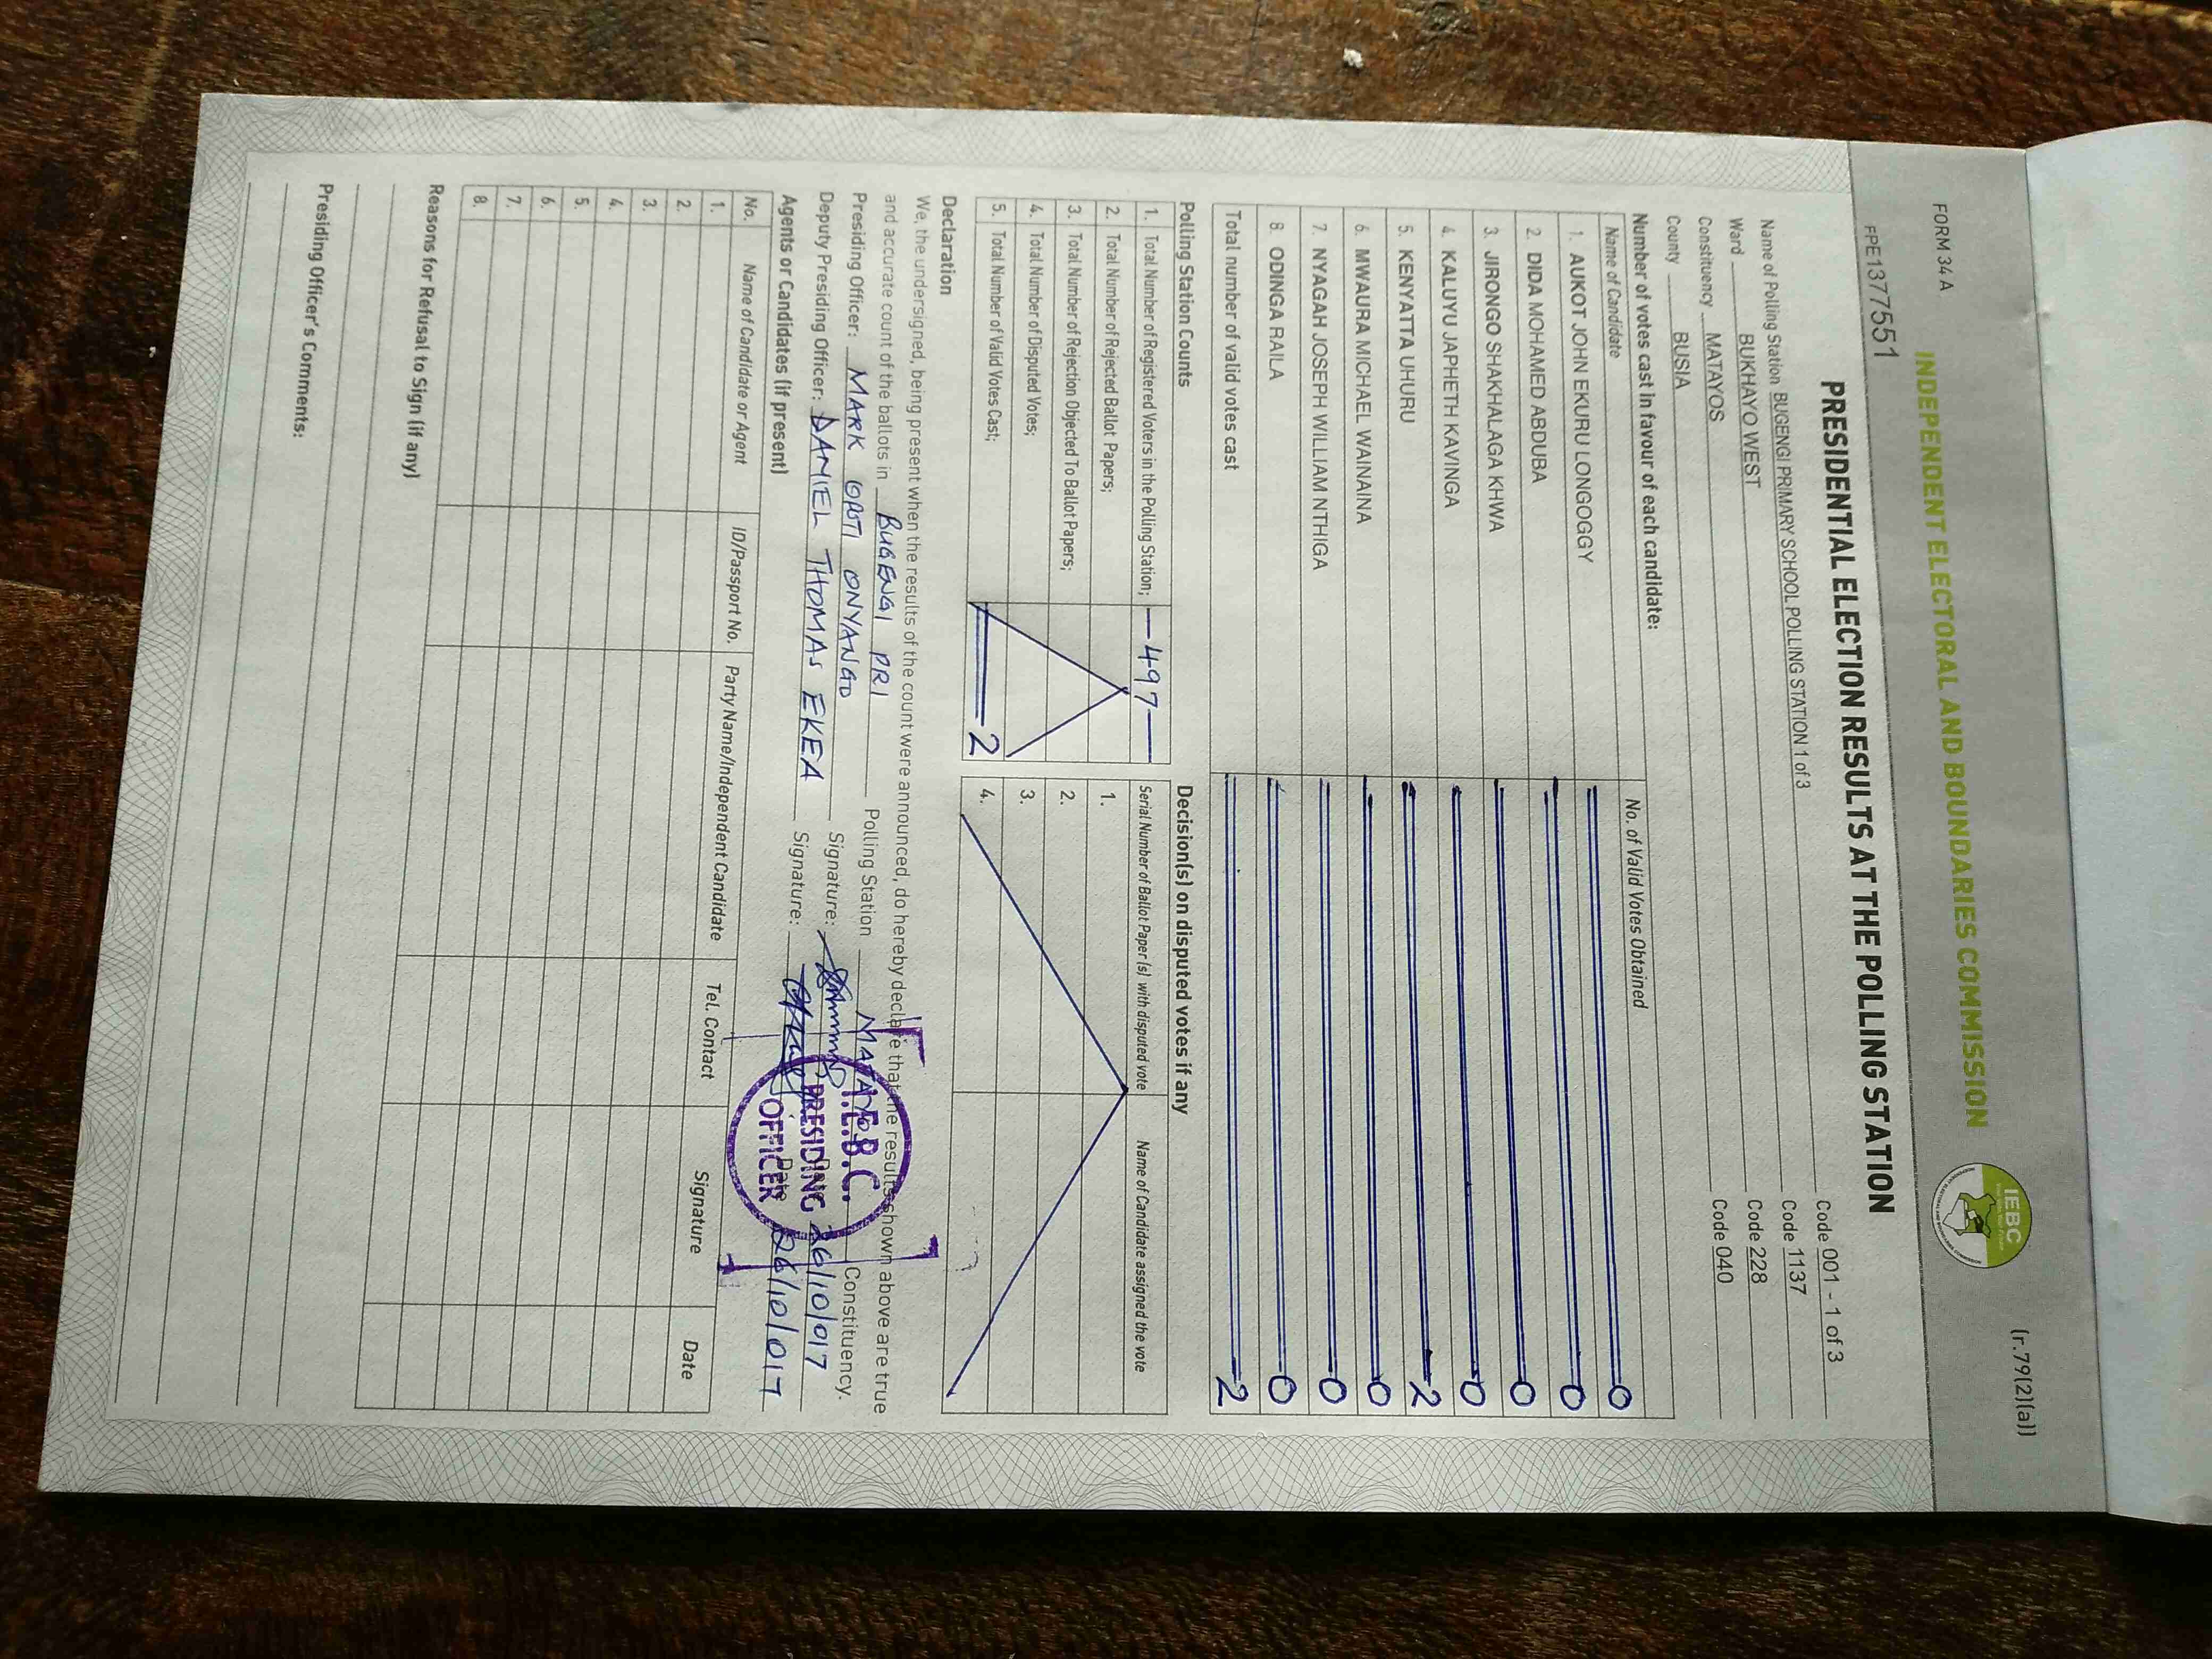 FORM 34 A
(r.79(2)(a))
INDEPENDENT ELECTORAL AND BOUNDARIES COMMISSION
IEBC
FPE1377551
PRESIDENTIAL ELECTION RESULTS AT THE POLLING STATION
Name of Polling Station BUGENGI PRIMARY SCHOOL POLLING STATION 1 of 3 Code 001 - 1 of 3
Ward BUKHAYO WEST Code 1137
Constituency MATAYOS Code 228
County BUSIA Code 040
Number of votes cast in favour of each candidate:
Name of Candidate No. of Valid Votes Obtained
1. AUKOT JOHN EKURU LONGOGGY 0
2. DIDA MOHAMED ABDUBA 0
3. JIRONGO SHAKHALAGA KHWA 0
4. KALUYU JAPHETH KAVINGA 0
5. KENYATTA UHURU 2
6. MWAURA MICHAEL WAINAINA 0
7. NYAGAH JOSEPH WILLIAM NTHIGA 0
8. ODINGA RAILA 0
Total number of valid votes cast 2
Polling Station Counts
1. Total Number of Registered Voters in the Polling Station; 497
2. Total Number of Rejected Ballot Papers;
3. Total Number of Rejection Objected To Ballot Papers;
4. Total Number of Disputed Votes;
5. Total Number of Valid Votes Cast; 2
Decision(s) on disputed votes if any
Serial Number of Ballot Paper (s) with disputed vote Name of Candidate assigned the vote
1.
2.
3.
4.
Declaration
We, the undersigned, being present when the results of the count were announced, do hereby declare that the results shown above are true
and accurate count of the ballots in BUGENGI PRI Polling Station MATAYOS Constituency.
Presiding Officer: MARK OPOTI ONYANGO Signature: Date 26/10/017
Deputy Presiding Officer: DANIEL THOMAS EKEA Signature: Date 26/10/017
I.E.B.C.
PRESIDING
OFFICER
Agents or Candidates (if present)
No. Name of Candidate or Agent ID/Passport No. Party Name/Independent Candidate Tel. Contact Signature Date
1.
2.
3.
4.
5.
6.
7.
8.
Reasons for Refusal to Sign (if any)
Presiding Officer's Comments: